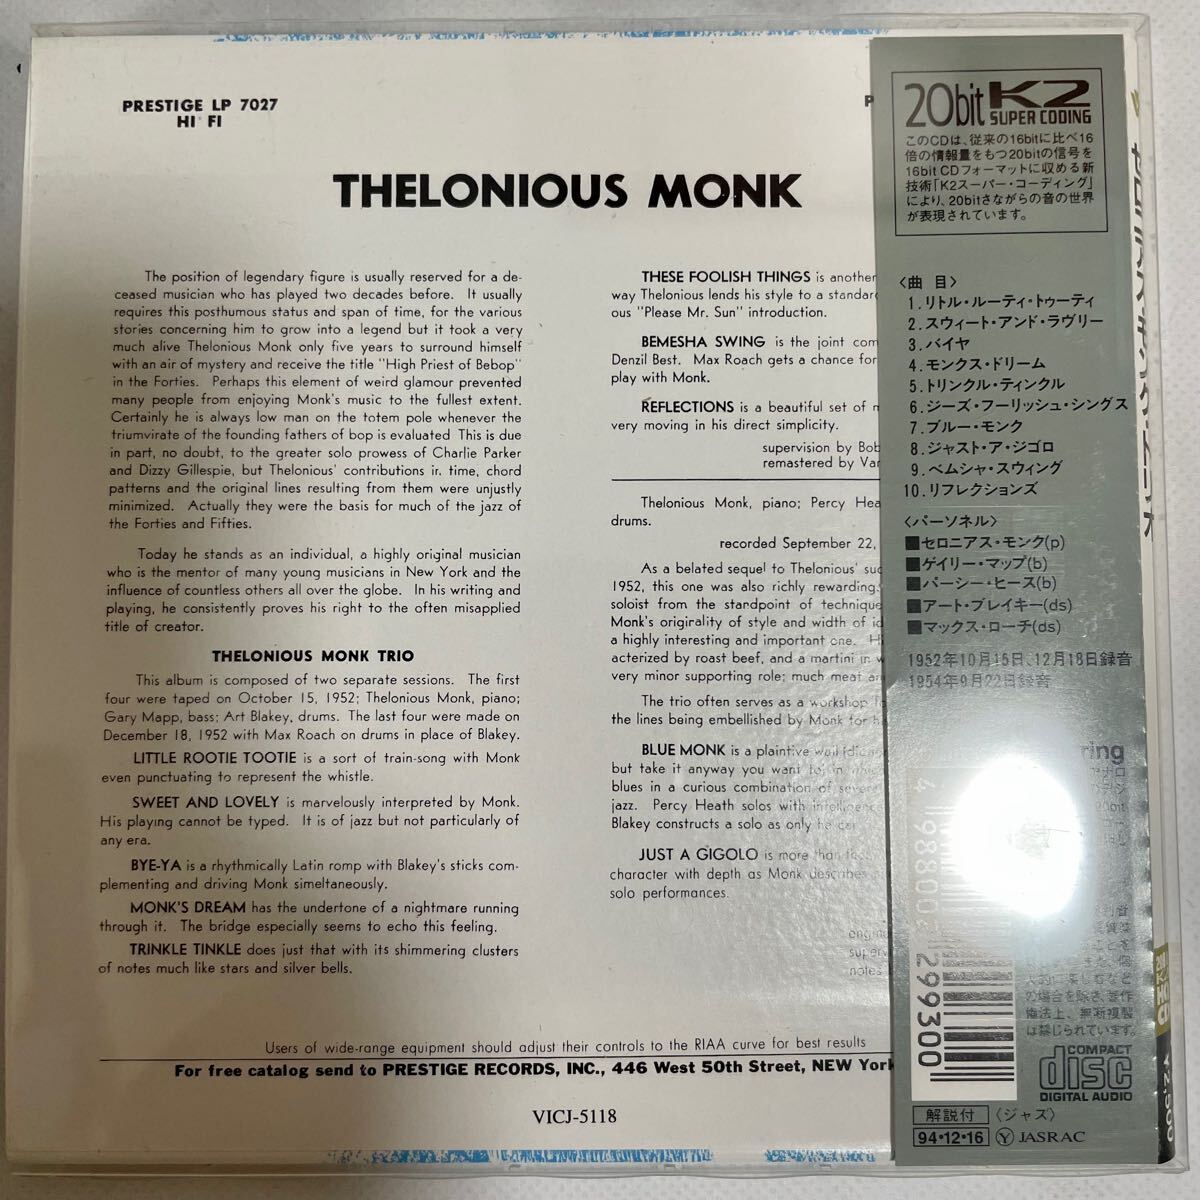 PRESTIGE LP 7027
HI FI
THELONIOUS MONK
The position of legendary figure is usually reserved for a de-
ceased musician who has played two decades before. It usually
requires this posthumous status and span of time, for the various
stories concerning him to grow into a legend but it took a very
much alive Thelonious Monk only five years to surround himself
with an air of mystery and receive the title "High Priest of Bebop"
in the Forties. Perhaps this element of weird glamour prevented
many people from enjoying Monk's music to the fullest extent.
Certainly he is always low man on the totem pole whenever the
triumvirate of the founding fathers of bop is evaluated This is due
in part, no doubt, to the greater solo prowess of Charlie Parker
and Dizzy Gillespie, but Thelonious' contributions ir. time, chord
patterns and the original lines resulting from them were unjustly
minimized. Actually they were the basis for much of the jazz of
the Forties and Fifties.
Today he stands as an individual, a highly original musician
who is the mentor of many young musicians in New York and the
influence of countless others all over the globe. In his writing and
playing, he consistently proves his right to the often misapplied
title of creator.
THELONIOUS MONK TRIO
This album is composed of two separate sessions. The first
four were taped on October 15, 1952; Thelonious Monk, piano;
Gary Mapp, bass; Art Blakey, drums. The last four were made on
December 18, 1952 with Max Roach on drums in place of Blakey.
LITTLE ROOTIE TOOTIE is a sort of train-song with Monk
even punctuating to represent the whistle.
SWEET AND LOVELY is marvelously interpreted by Monk.
His playing cannot be typed. It is of jazz but not particularly of
any era.
BYE-YA is a rhythmically Latin romp with Blakey's sticks com-
plementing and driving Monk simeltaneously.
MONK'S DREAM has the undertone of a nightmare running
through it. The bridge especially seems to echo this feeling.
TRINKLE TINKLE does just that with its shimmering clusters
of notes much like stars and silver bells.
THESE FOOLISH THINGS is another
way Thelonious lends his style to a standar
ous "Please Mr. Sun" introduction.
BEMESHA SWING is the joint com
Denzil Best. Max Roach gets a chance for
play with Monk.
REFLECTIONS is a beautiful set of
very moving in his direct simplicity.
supervision by Bob
remastered by Van
Thelonious Monk, piano; Percy Hea
drums.
recorded September 22,
As a belated sequel to Thelonious' suc
1952, this one was also richly rewarding.
soloist from the standpoint of technique
Monk's origirality of style and width of id
a highly interesting and important one. H
acterized by roast beef, and a martini in w
very minor supporting role; much meat an
The trio often serves as a workshop fo
the lines being embellished by Monk for h
BLUE MONK is a plaintive wail
but take it anyway you want to
blues in a curious combination of
jazz. Percy Heath solos with intelligence
Blakey constructs a solo as only he can
JUST A GIGOLO is more than
character with depth as Monk describes
solo performances.
Users of wide-range equipment should adjust their controls to the RIAA curve for best results
For free catalog send to PRESTIGE RECORDS, INC., 446 West 50th Street, NEW York
VICJ-5118
20bit K2
SUPER CODING
このCDは、従来の16bitに比べ16
倍の情報量をもつ20bitの信号を
16bit CDフォーマットに収める新
技術「K2スーパー・コーディング」
により、20bitさながらの音の世界
が表現されています。
〈曲 目〉
1.リトル・ルーティ・トゥーティ
2.スウィート・アンド・ラヴリー
3.バイヤ
4.モンクス・ドリーム
5.トリンクル・ティンクル
6.ジーズ・フーリッシュ・シングス
7.ブルー・モンク
8.ジャスト・ア・ジゴロ
9.ベムシャ・スウィング
10.リフレクションズ
〈パーソネル〉
■セロニアス・モンク(p)
■ゲイリー・マップ(b)
■パーシー・ヒース(b)
■アート・ブレイキー(ds)
■マックス・ローチ(ds)
1952年10月15日、12月18日録音
1954年9月22日録音
の場合を除き、著作
権法上、無断複製
は禁じられています。
299300
COMPACT
disc
DIGITAL AUDIO
解説付 〈ジャズ〉
94・12・16 Ⓨ JASRAC